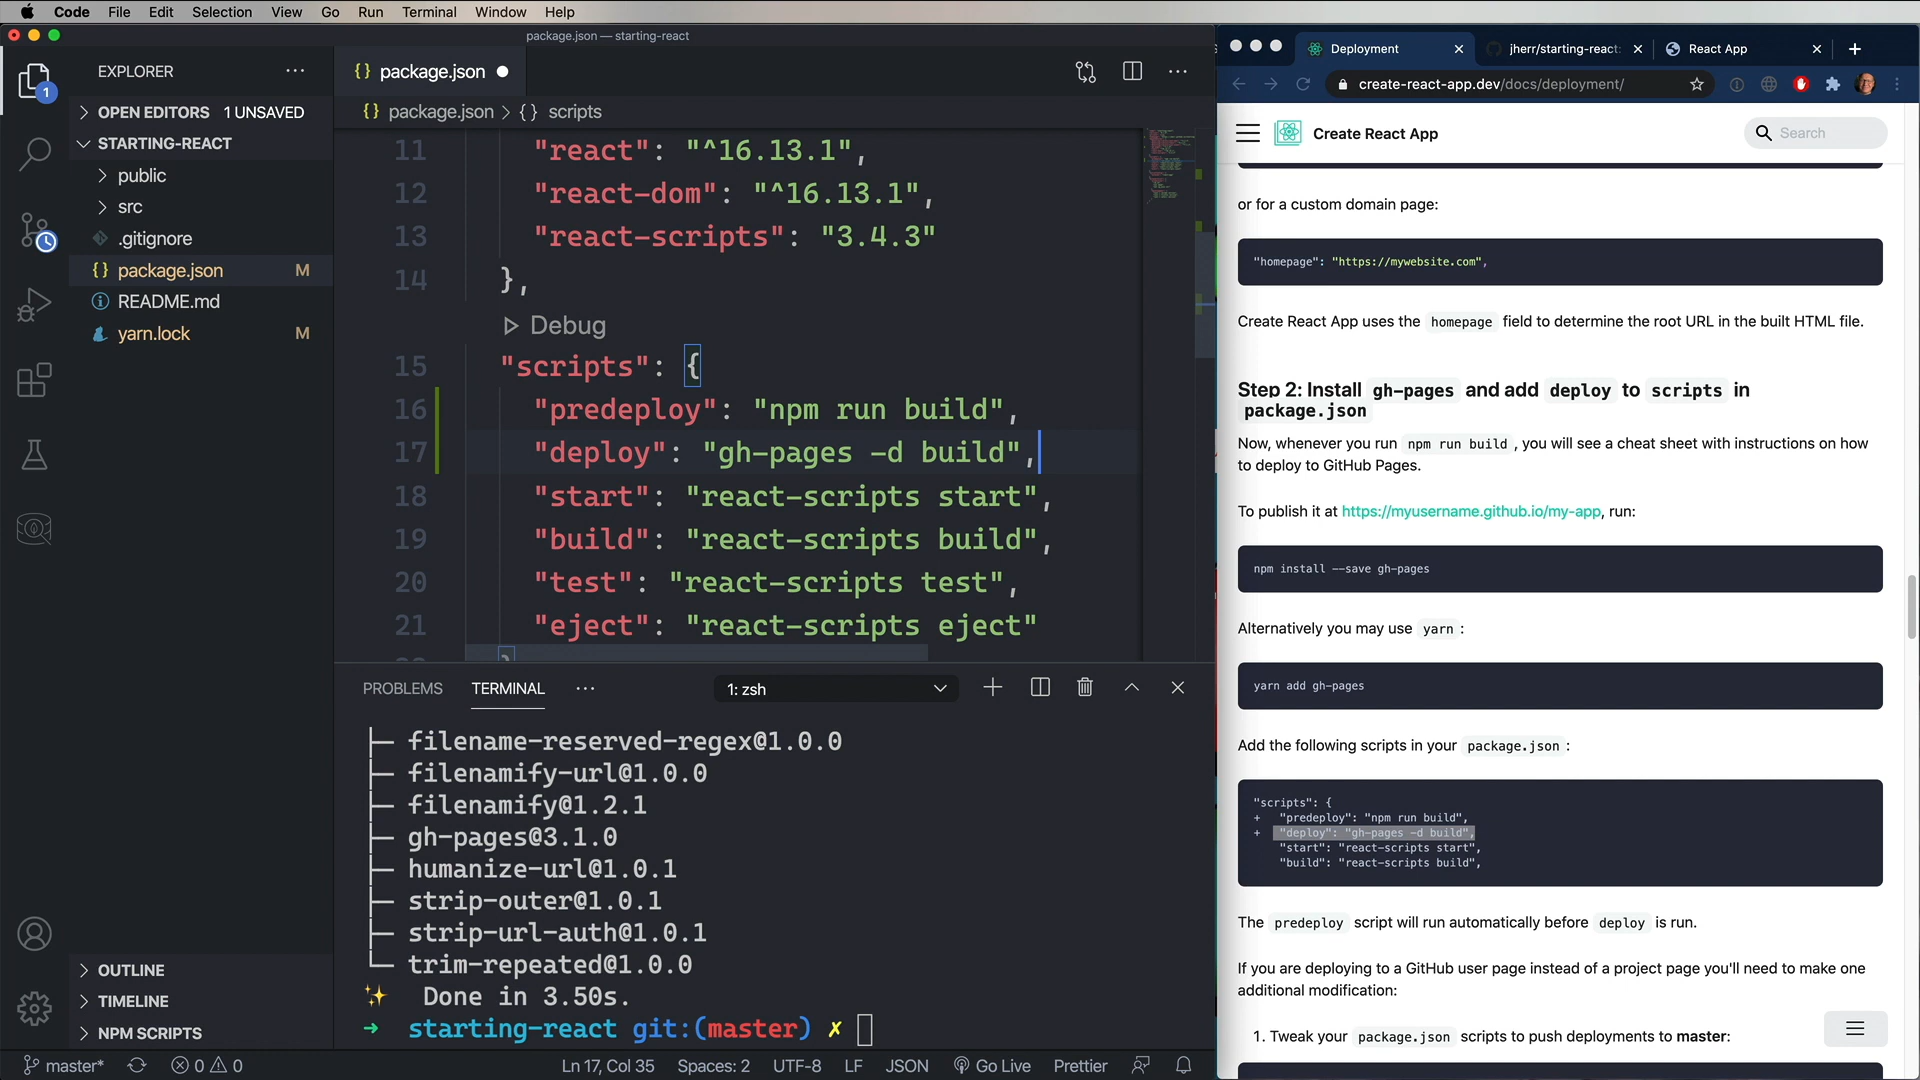 Code File Edit Selection View Go Run Terminal Window Help
package.json — starting-react
EXPLORER
OPEN EDITORS 1 UNSAVED
STARTING-REACT
public
src
.gitignore
{} package.json M
README.md
yarn.lock M
OUTLINE
TIMELINE
NPM SCRIPTS
1
{} package.json
{} package.json > {} scripts
11 "react": "^16.13.1",
12 "react-dom": "^16.13.1",
13 "react-scripts": "3.4.3"
14 },
Debug
15 "scripts": {
16 "predeploy": "npm run build",
17 "deploy": "gh-pages -d build",
18 "start": "react-scripts start",
19 "build": "react-scripts build",
20 "test": "react-scripts test",
21 "eject": "react-scripts eject"
PROBLEMS TERMINAL ... 1: zsh
├─ filename-reserved-regex@1.0.0
├─ filenamify-url@1.0.0
├─ filenamify@1.2.1
├─ gh-pages@3.1.0
├─ humanize-url@1.0.1
├─ strip-outer@1.0.1
├─ strip-url-auth@1.0.1
└─ trim-repeated@1.0.0
✨ Done in 3.50s.
➜ starting-react git:(master) ✗
master* 0 0 Ln 17, Col 35 Spaces: 2 UTF-8 LF JSON Go Live Prettier
Deployment jherr/starting-react: React App
create-react-app.dev/docs/deployment/
Create React App Search
or for a custom domain page:
"homepage": "https://mywebsite.com",
Create React App uses the homepage field to determine the root URL in the built HTML file.
Step 2: Install gh-pages and add deploy to scripts in
package.json
Now, whenever you run npm run build , you will see a cheat sheet with instructions on how
to deploy to GitHub Pages.
To publish it at https://myusername.github.io/my-app, run:
npm install --save gh-pages
Alternatively you may use yarn :
yarn add gh-pages
Add the following scripts in your package.json :
"scripts": {
+ "predeploy": "npm run build",
+ "deploy": "gh-pages -d build",
"start": "react-scripts start",
"build": "react-scripts build",
The predeploy script will run automatically before deploy is run.
If you are deploying to a GitHub user page instead of a project page you'll need to make one
additional modification:
1. Tweak your package.json scripts to push deployments to master: